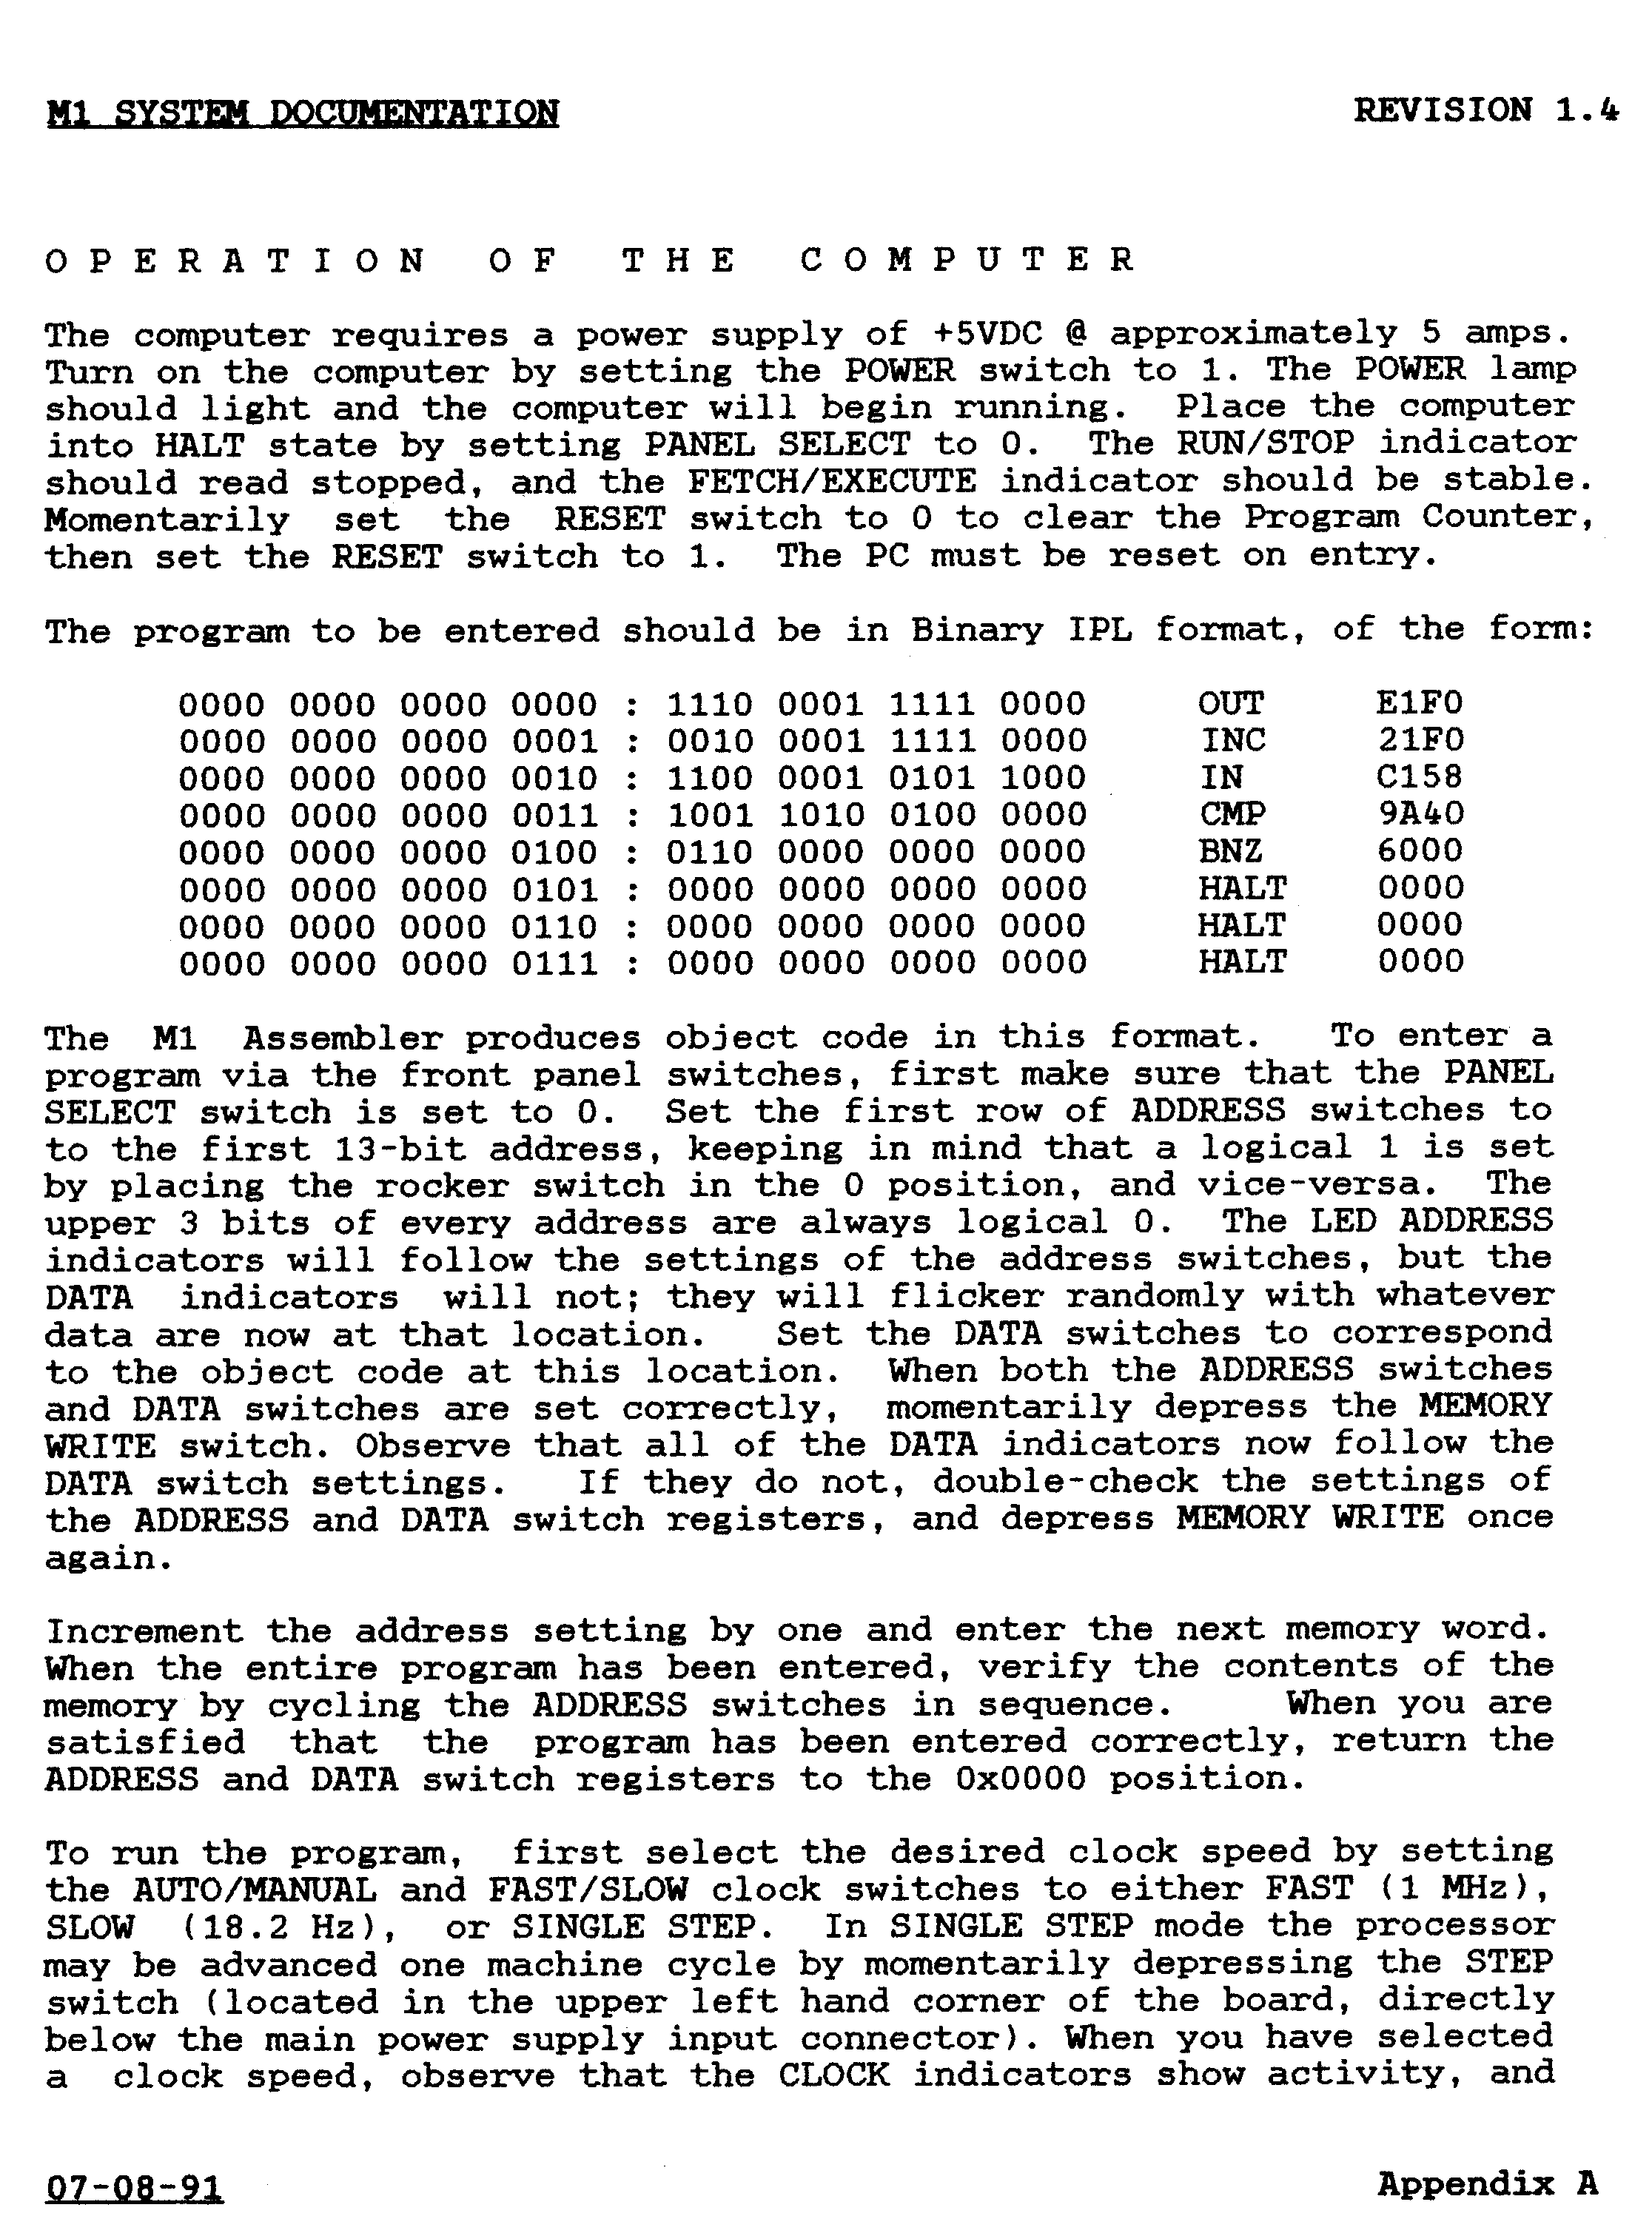 M1 SYSTEM DOCUMENTATION REVISION 1.4
O P E R A T I O N O F T H E C O M P U T E R
The computer requires a power supply of +5VDC @ approximately 5 amps.
Turn on the computer by setting the POWER switch to 1. The POWER lamp
should light and the computer will begin running. Place the computer
into HALT state by setting PANEL SELECT to 0. The RUN/STOP indicator
should read stopped, and the FETCH/EXECUTE indicator should be stable.
Momentarily set the RESET switch to 0 to clear the Program Counter,
then set the RESET switch to 1. The PC must be reset on entry.
The program to be entered should be in Binary IPL format, of the form:
0000 0000 0000 0000 : 1110 0001 1111 0000 OUT E1F0
0000 0000 0000 0001 : 0010 0001 1111 0000 INC 21F0
0000 0000 0000 0010 : 1100 0001 0101 1000 IN C158
0000 0000 0000 0011 : 1001 1010 0100 0000 CMP 9A40
0000 0000 0000 0100 : 0110 0000 0000 0000 BNZ 6000
0000 0000 0000 0101 : 0000 0000 0000 0000 HALT 0000
0000 0000 0000 0110 : 0000 0000 0000 0000 HALT 0000
0000 0000 0000 0111 : 0000 0000 0000 0000 HALT 0000
The M1 Assembler produces object code in this format. To enter a
program via the front panel switches, first make sure that the PANEL
SELECT switch is set to 0. Set the first row of ADDRESS switches to
to the first 13-bit address, keeping in mind that a logical 1 is set
by placing the rocker switch in the 0 position, and vice-versa. The
upper 3 bits of every address are always logical 0. The LED ADDRESS
indicators will follow the settings of the address switches, but the
DATA indicators will not; they will flicker randomly with whatever
data are now at that location. Set the DATA switches to correspond
to the object code at this location. When both the ADDRESS switches
and DATA switches are set correctly, momentarily depress the MEMORY
WRITE switch. Observe that all of the DATA indicators now follow the
DATA switch settings. If they do not, double-check the settings of
the ADDRESS and DATA switch registers, and depress MEMORY WRITE once
again.
Increment the address setting by one and enter the next memory word.
When the entire program has been entered, verify the contents of the
memory by cycling the ADDRESS switches in sequence. When you are
satisfied that the program has been entered correctly, return the
ADDRESS and DATA switch registers to the 0x0000 position.
To run the program, first select the desired clock speed by setting
the AUTO/MANUAL and FAST/SLOW clock switches to either FAST (1 MHz),
SLOW (18.2 Hz), or SINGLE STEP. In SINGLE STEP mode the processor
may be advanced one machine cycle by momentarily depressing the STEP
switch (located in the upper left hand corner of the board, directly
below the main power supply input connector). When you have selected
a clock speed, observe that the CLOCK indicators show activity, and
07-08-91 Appendix A